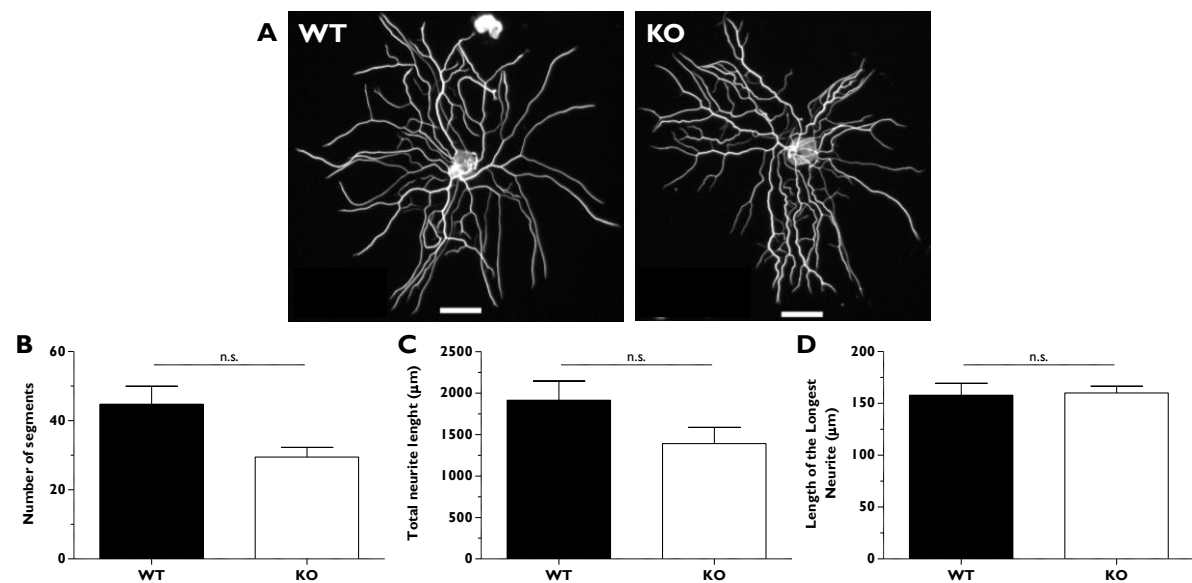 A
WT
KO
B
Number of segments
60
40
20
0
n.s.
WT
KO
C
Total neurite lenght (μm)
2500
2000
1500
1000
500
0
n.s.
WT
KO
D
Length of the Longest
Neurite (μm)
200
150
100
50
0
n.s.
WT
KO